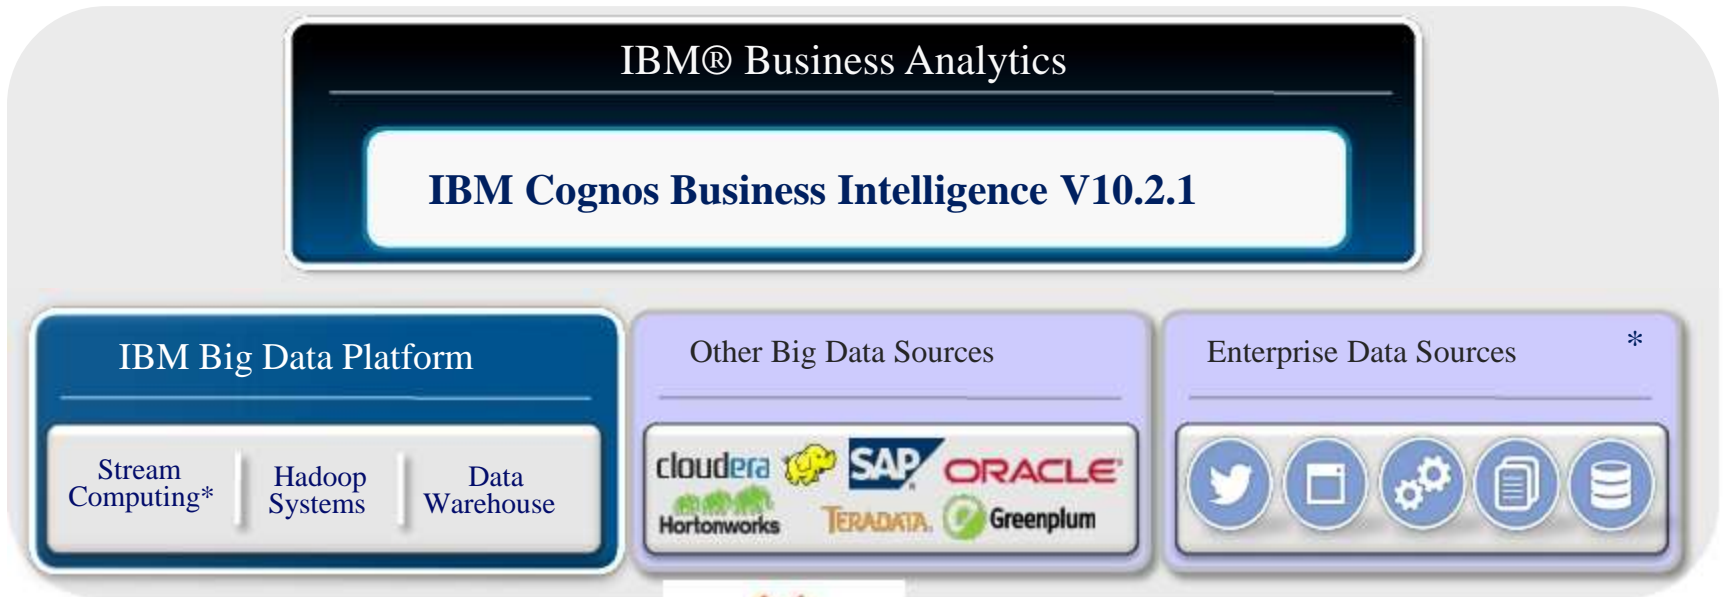 IBM® Business Analytics
IBM Cognos Business Intelligence V10.2.1
IBM Big Data Platform
Stream
Computing*
Hadoop
Systems
Data
Warehouse
Other Big Data Sources
cloudera
SAP
ORACLE
Hortonworks
TERADATA.
Greenplum
Enterprise Data Sources
*